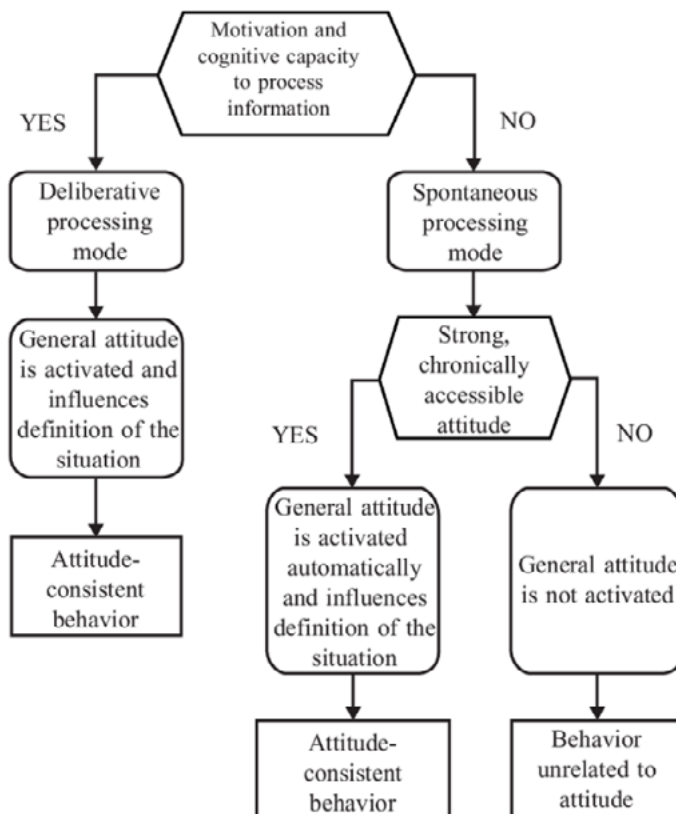 Motivation and
cognitive capacity
to process
information
YES
NO
Deliberative
processing
mode
Spontaneous
processing
mode
General attitude
is activated and
influences
definition of the
situation
Strong,
chronically
accessible
attitude
YES
NO
Attitude-
consistent
behavior
General attitude
is activated
automatically
and influences
definition of the
situation
General attitude
is not activated
Attitude-
consistent
behavior
Behavior
unrelated to
attitude